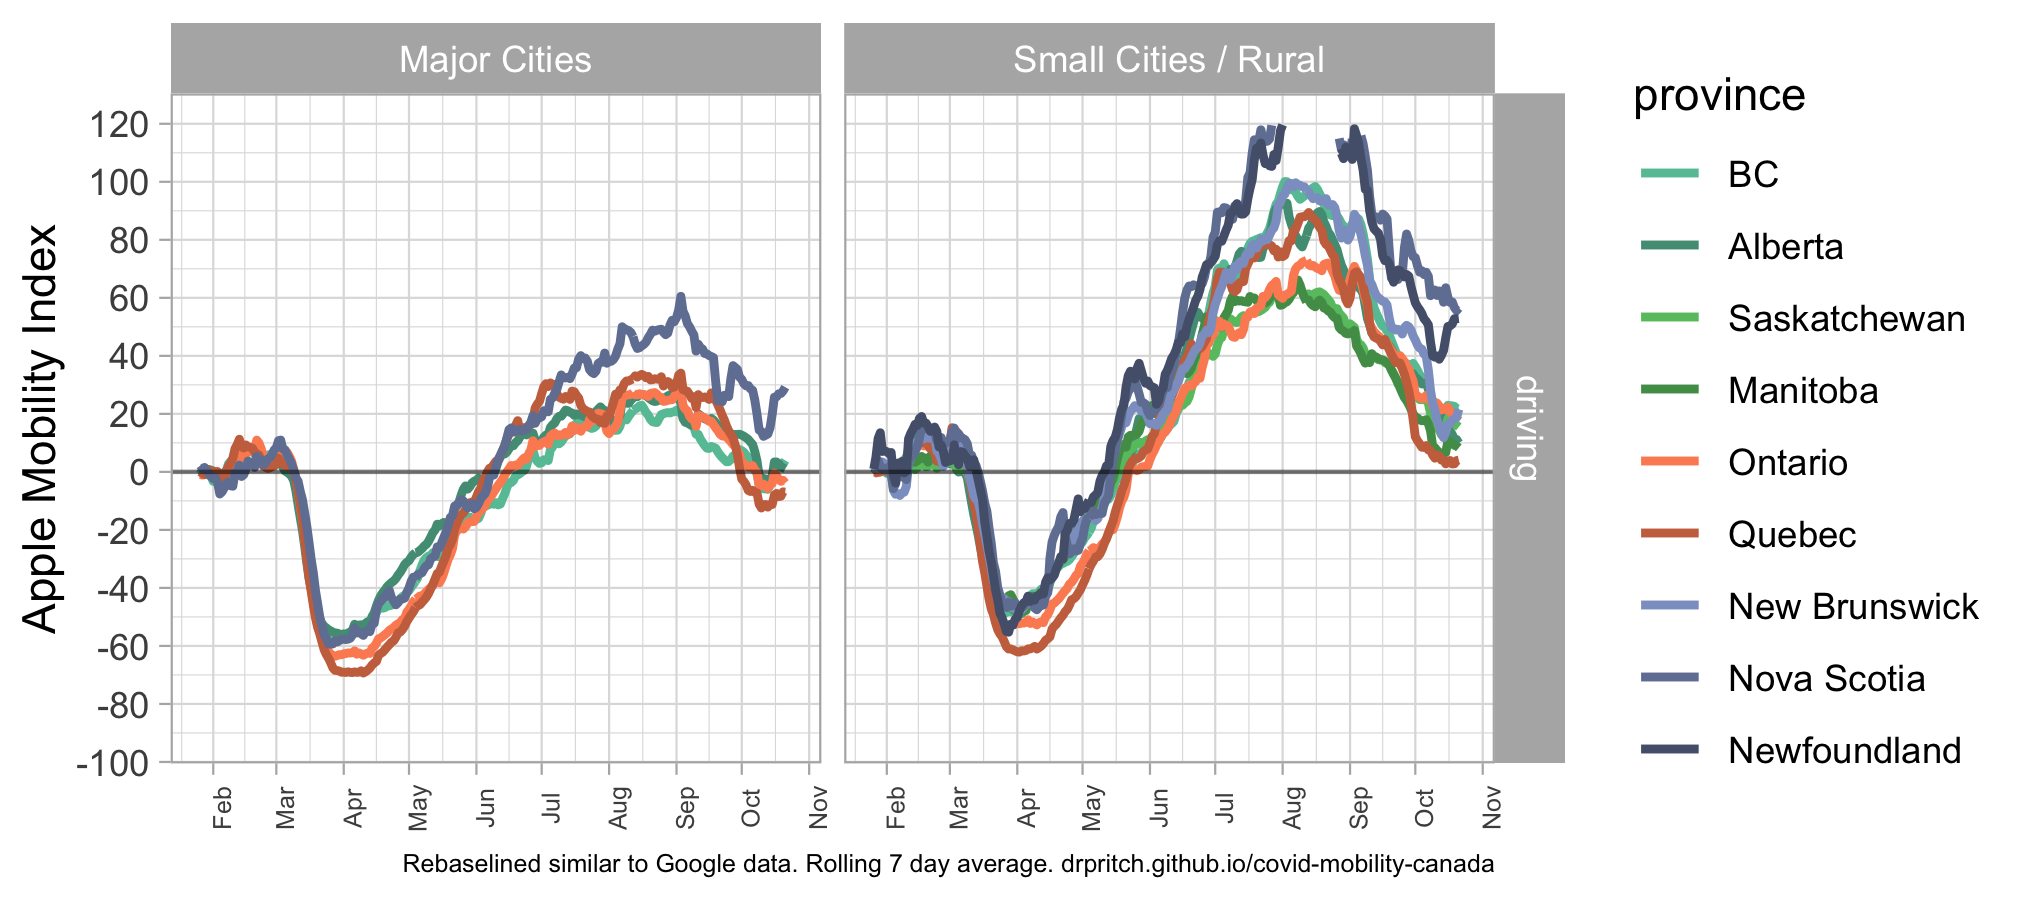 Major Cities
Small Cities / Rural
driving
Apple Mobility Index
120
100
80
60
40
20
0
-20
-40
-60
-80
-100
Feb
Mar
Apr
May
Jun
Jul
Aug
Sep
Oct
Nov
Feb
Mar
Apr
May
Jun
Jul
Aug
Sep
Oct
Nov
province
BC
Alberta
Saskatchewan
Manitoba
Ontario
Quebec
New Brunswick
Nova Scotia
Newfoundland
Rebaselined similar to Google data. Rolling 7 day average. drpritch.github.io/covid-mobility-canada